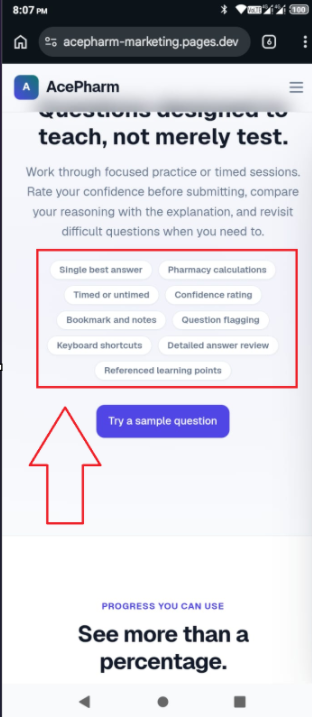 8:07 PM
100
acepharm-marketing.pages.dev
6
A AcePharm
Questions designed to
teach, not merely test.
Work through focused practice or timed sessions.
Rate your confidence before submitting, compare
your reasoning with the explanation, and revisit
difficult questions when you need to.
Single best answer Pharmacy calculations
Timed or untimed Confidence rating
Bookmark and notes Question flagging
Keyboard shortcuts Detailed answer review
Referenced learning points
Try a sample question
PROGRESS YOU CAN USE
See more than a
percentage.